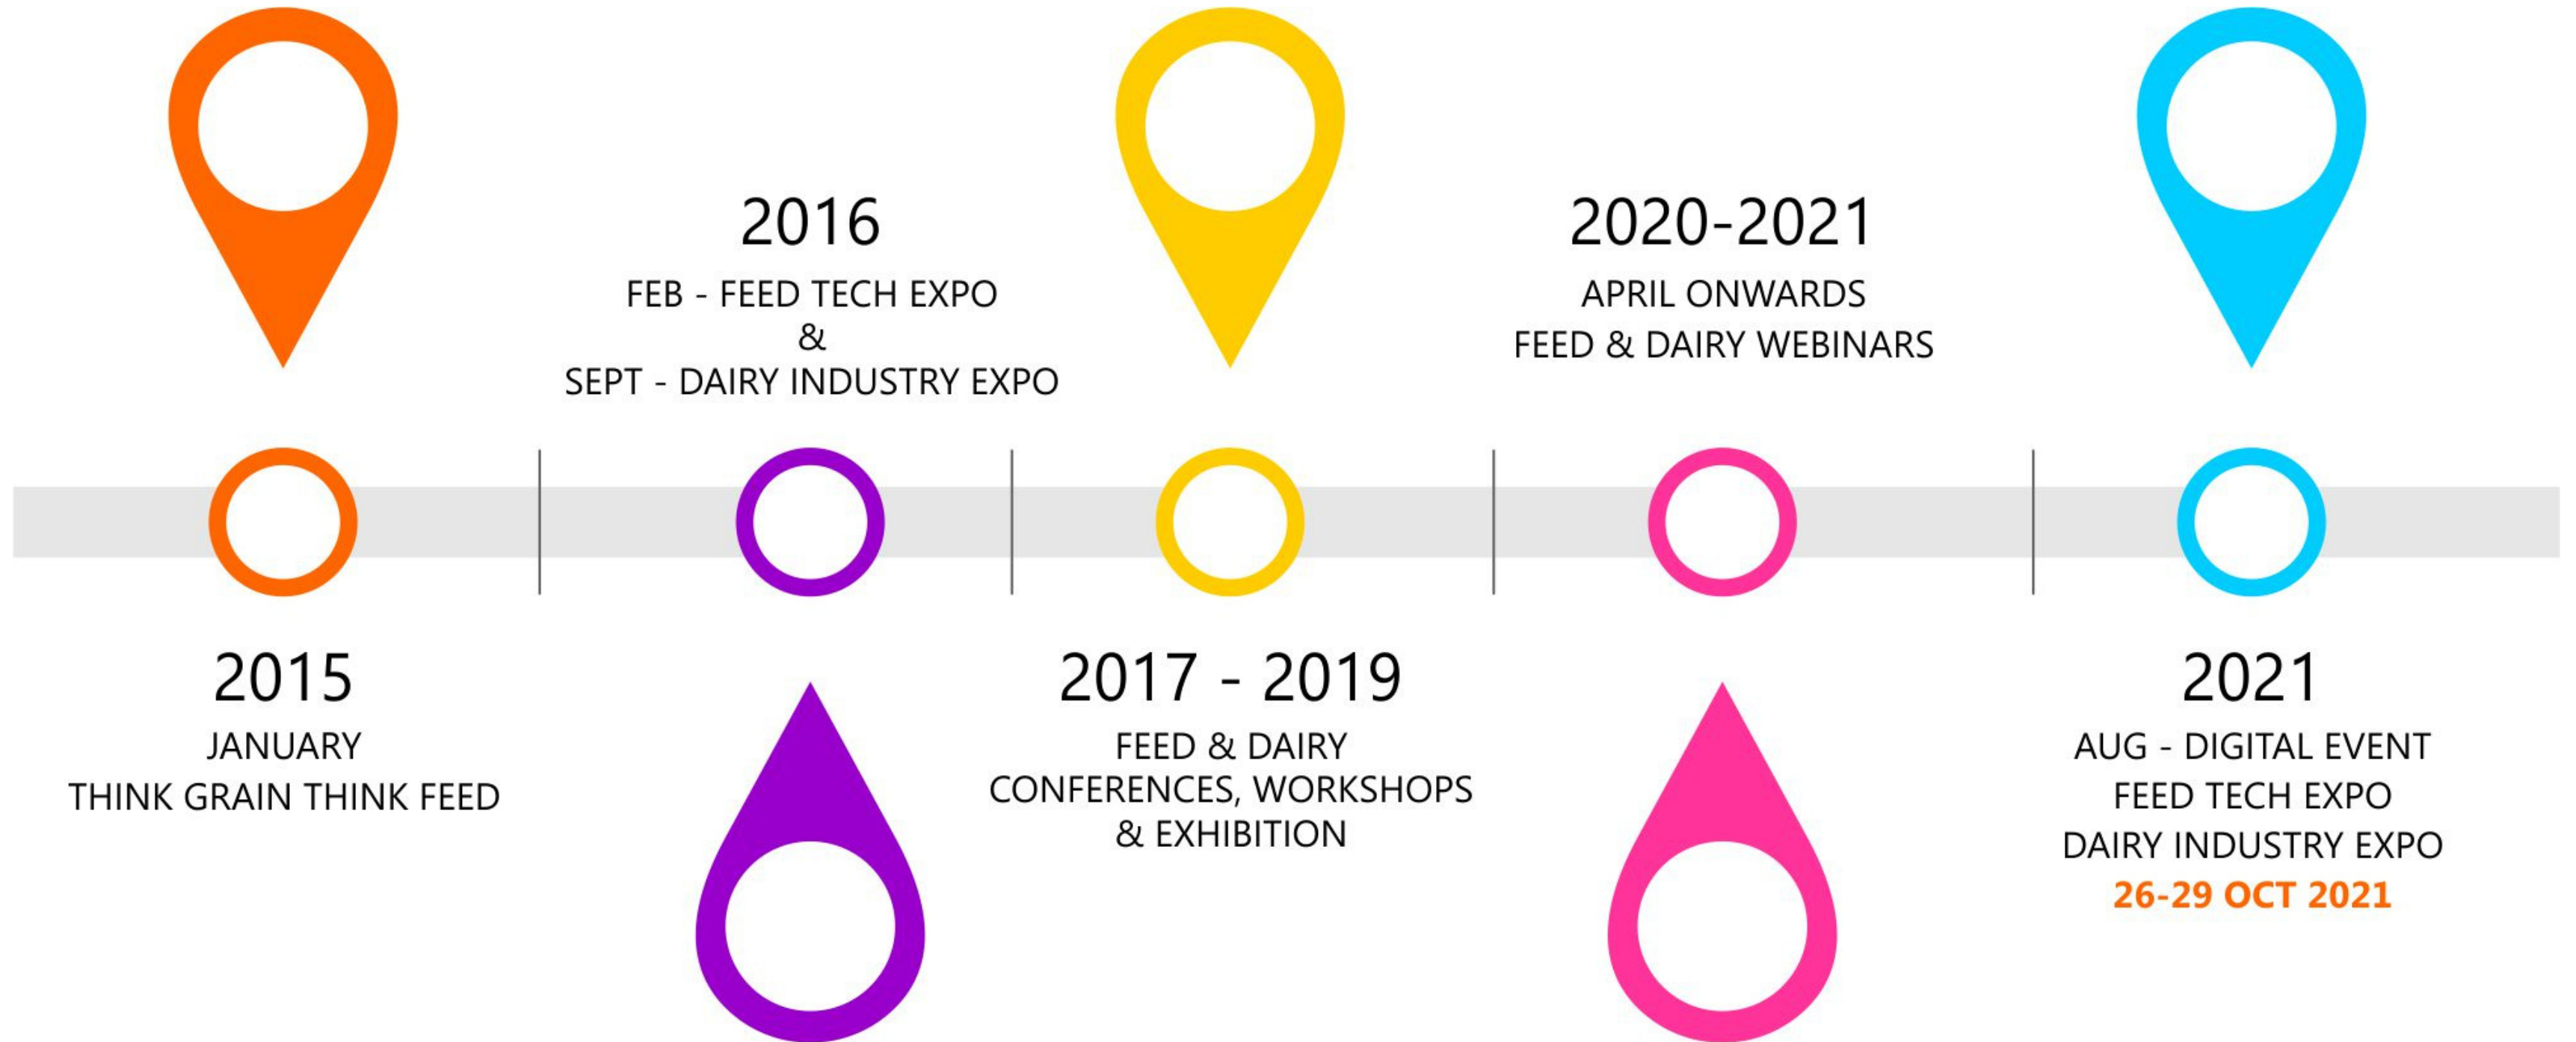 2015
JANUARY
THINK GRAIN THINK FEED
2016
FEB - FEED TECH EXPO
&
SEPT - DAIRY INDUSTRY EXPO
2017 - 2019
FEED & DAIRY
CONFERENCES, WORKSHOPS
& EXHIBITION
2020-2021
APRIL ONWARDS
FEED & DAIRY WEBINARS
2021
AUG - DIGITAL EVENT
FEED TECH EXPO
DAIRY INDUSTRY EXPO
26-29 OCT 2021